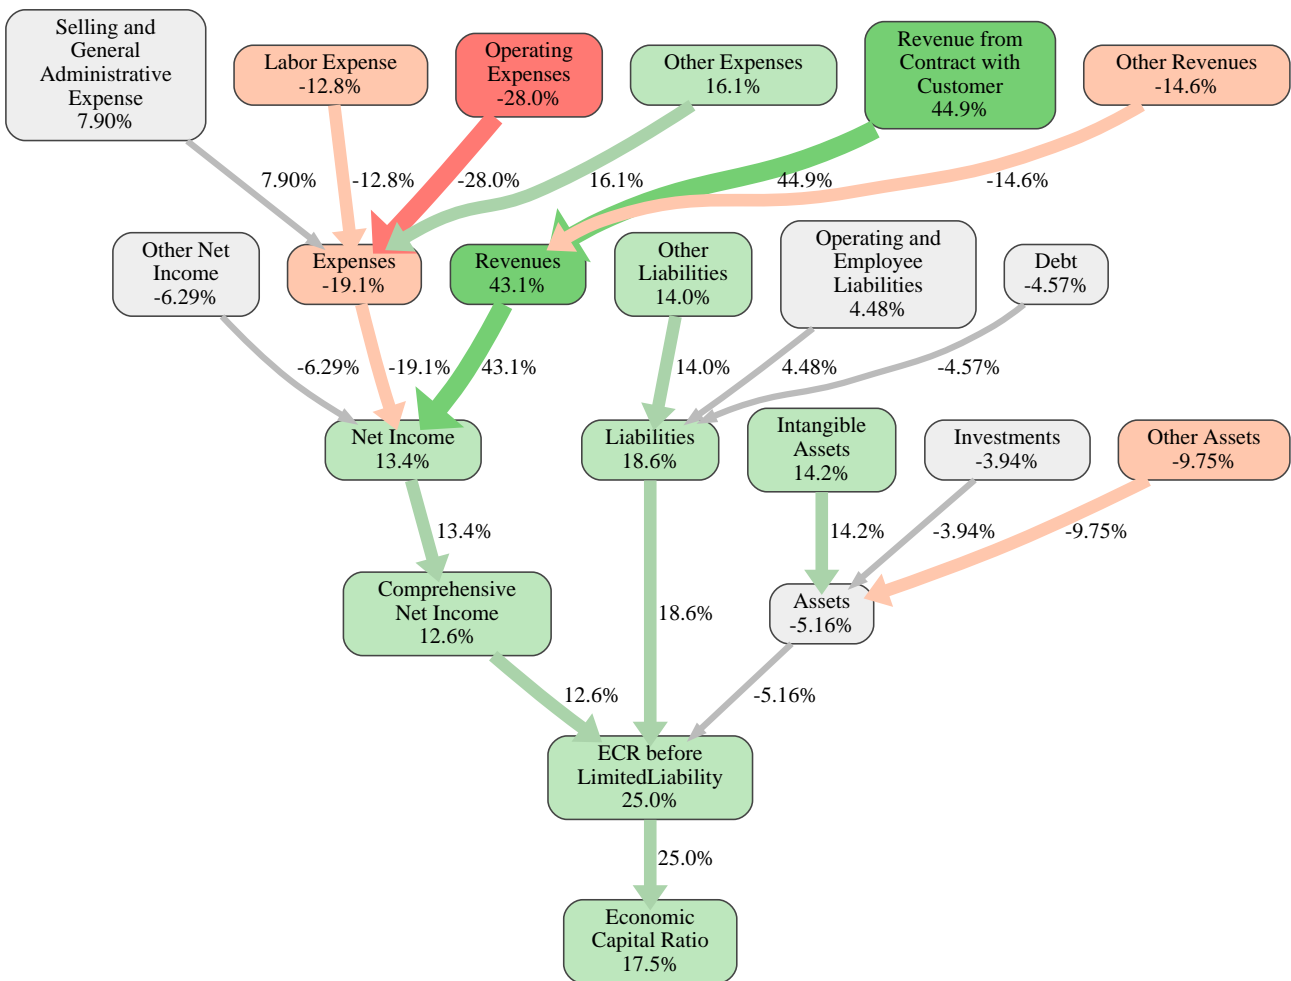 Selling and
General
Administrative
Expense
7.90%
Labor Expense
-12.8%
Operating
Expenses
-28.0%
Other Expenses
16.1%
Revenue from
Contract with
Customer
44.9%
Other Revenues
-14.6%
7.90%
-12.8%
-28.0%
16.1%
44.9%
-14.6%
Other Net
Income
-6.29%
Expenses
-19.1%
Revenues
43.1%
Other
Liabilities
14.0%
Operating and
Employee
Liabilities
4.48%
Debt
-4.57%
-6.29%
-19.1%
43.1%
14.0%
4.48%
-4.57%
Net Income
13.4%
Liabilities
18.6%
Intangible
Assets
14.2%
Investments
-3.94%
Other Assets
-9.75%
13.4%
14.2%
-3.94%
-9.75%
Comprehensive
Net Income
12.6%
18.6%
Assets
-5.16%
12.6%
-5.16%
ECR before
LimitedLiability
25.0%
25.0%
Economic
Capital Ratio
17.5%